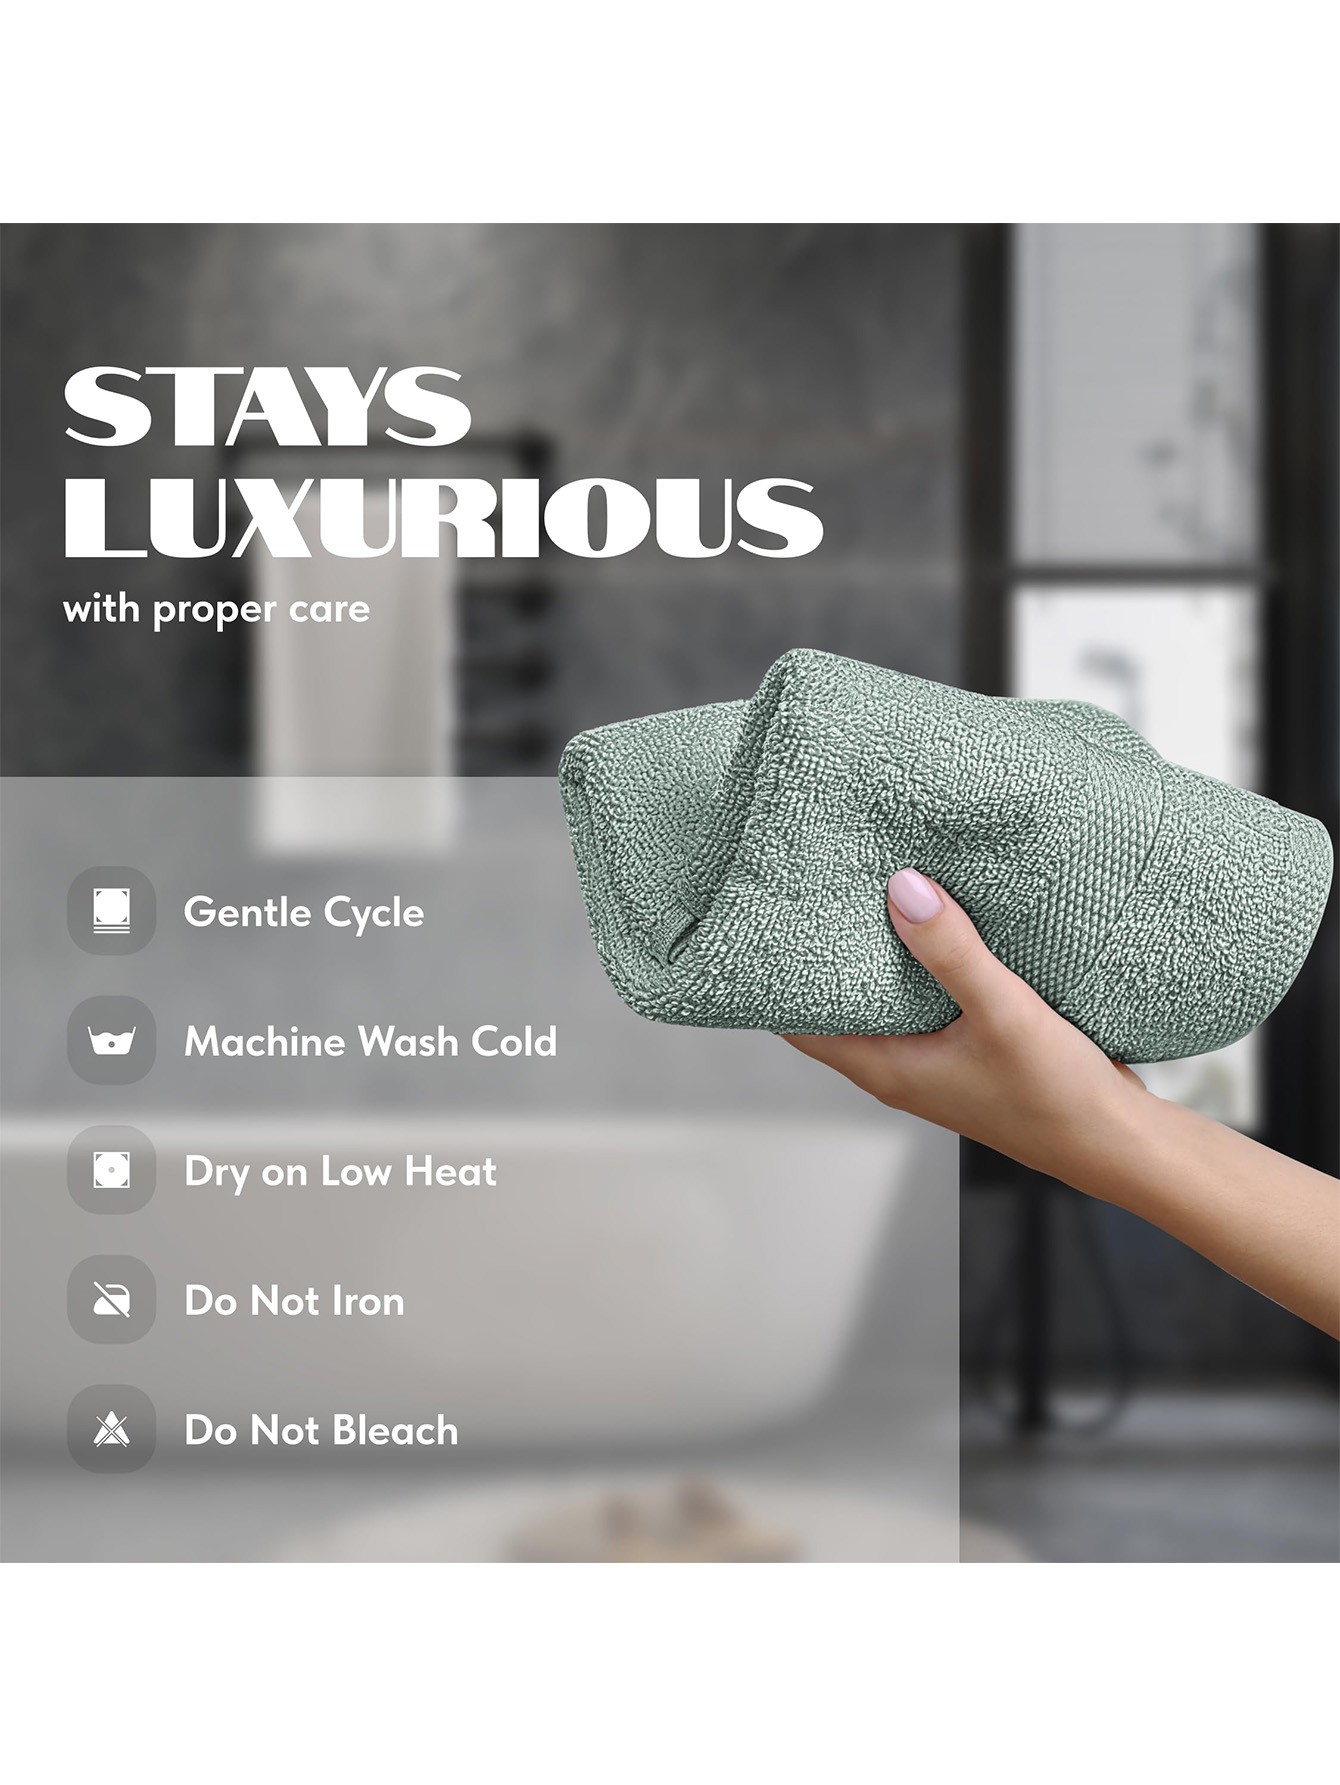 STAYS
LUXURIOUS
with proper care
Gentle Cycle
Machine Wash Cold
Dry on Low Heat
Do Not Iron
Do Not Bleach